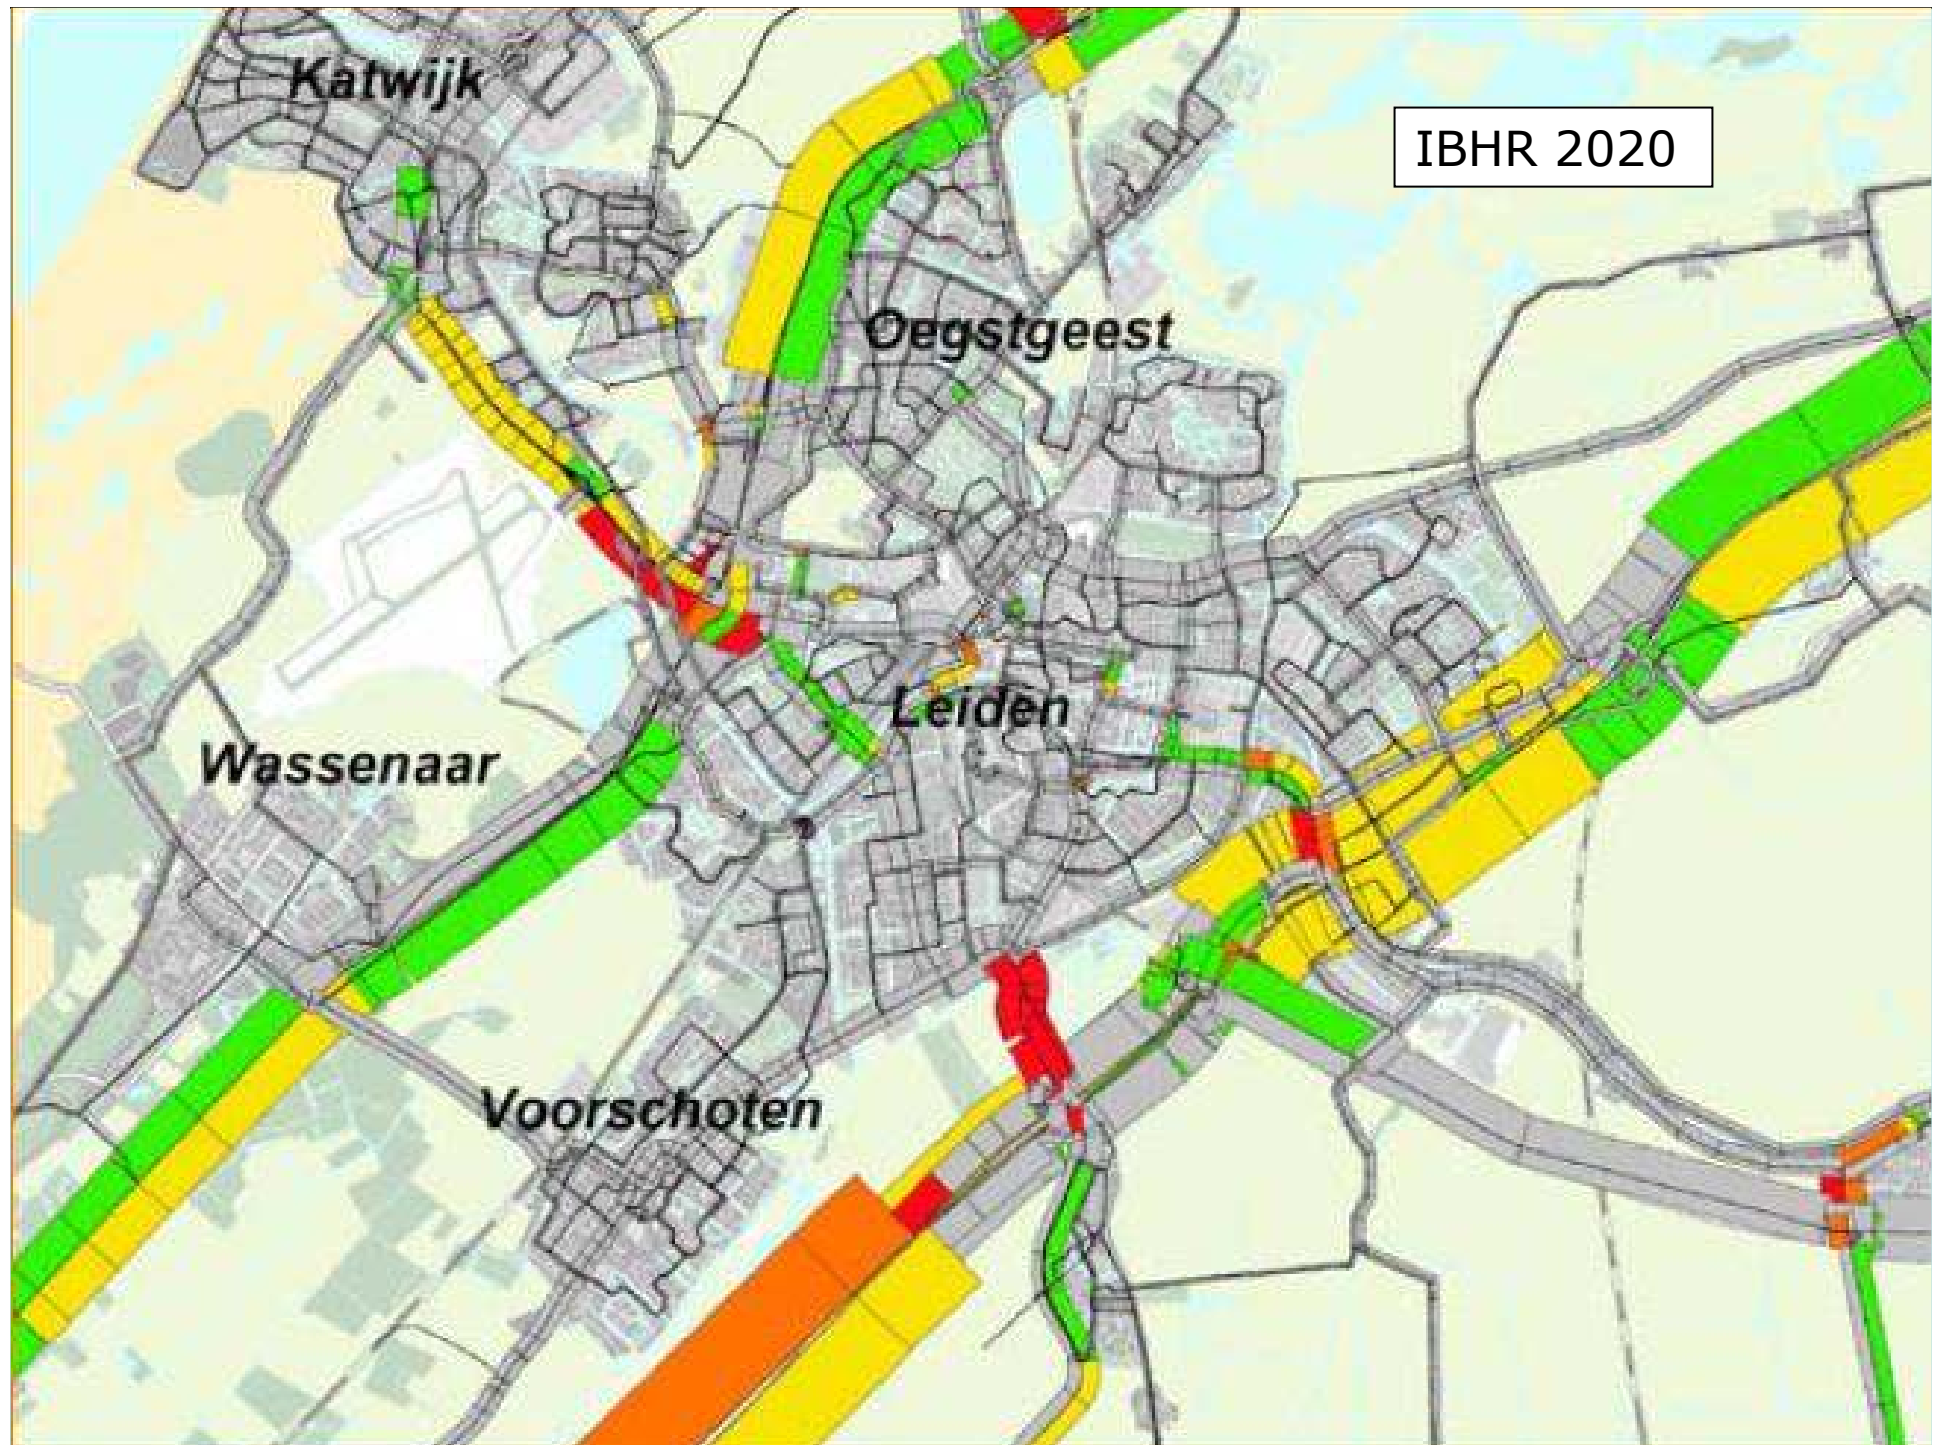 Katwijk
IBHR 2020
Oegstgeest
Leiden
Wassenaar
Voorschoten